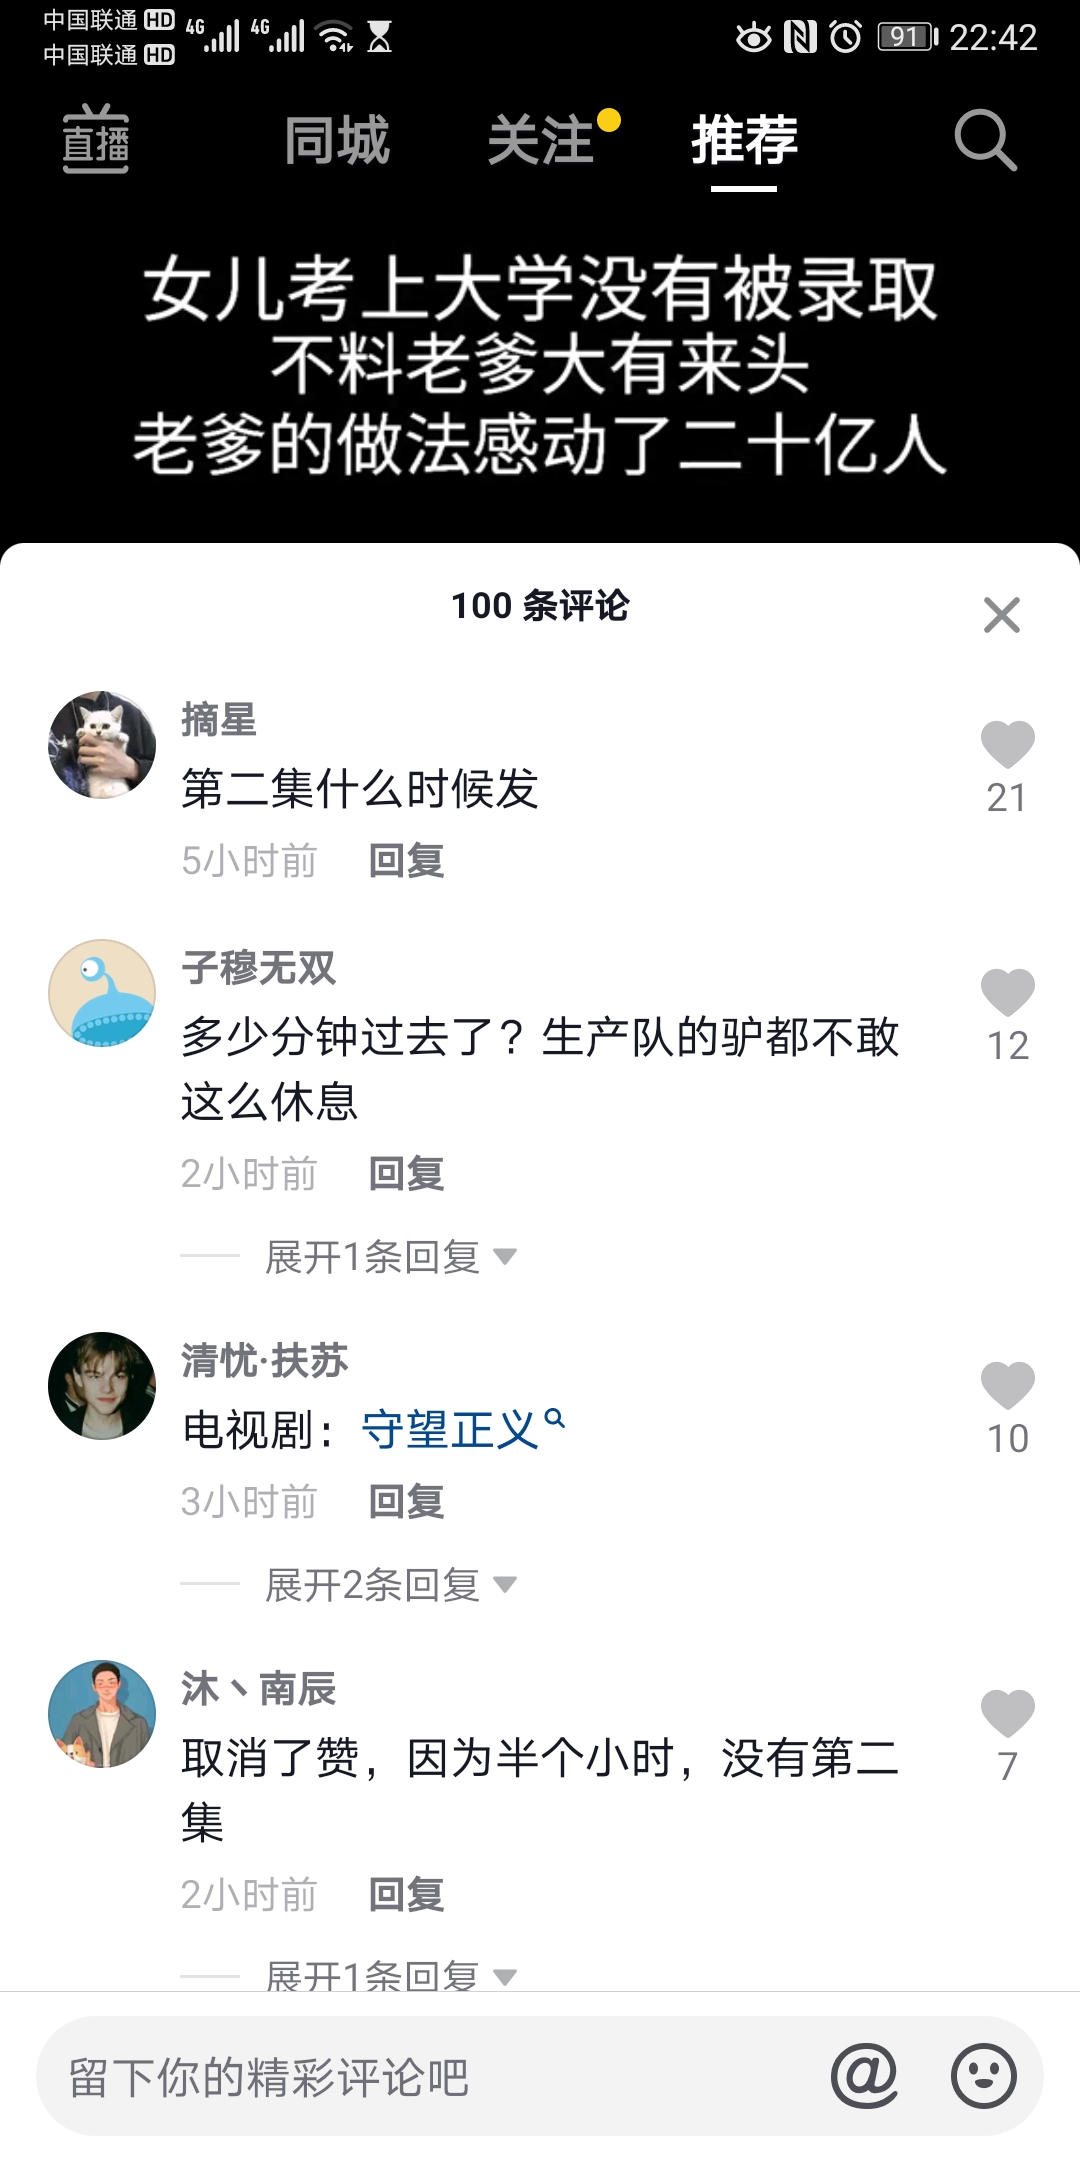 中国联通 HD 4G 4G 91 22:42
中国联通 HD
直播 同城 关注 推荐
女儿考上大学没有被录取
不料老爹大有来头
老爹的做法感动了二十亿人
100 条评论
摘星
第二集什么时候发
21
5小时前 回复
子穆无双
多少分钟过去了？生产队的驴都不敢
这么休息
12
2小时前 回复
展开1条回复
清忧·扶苏
电视剧：守望正义
10
3小时前 回复
展开2条回复
沐丶南辰
取消了赞，因为半个小时，没有第二
集
7
2小时前 回复
展开1条回复
留下你的精彩评论吧 @